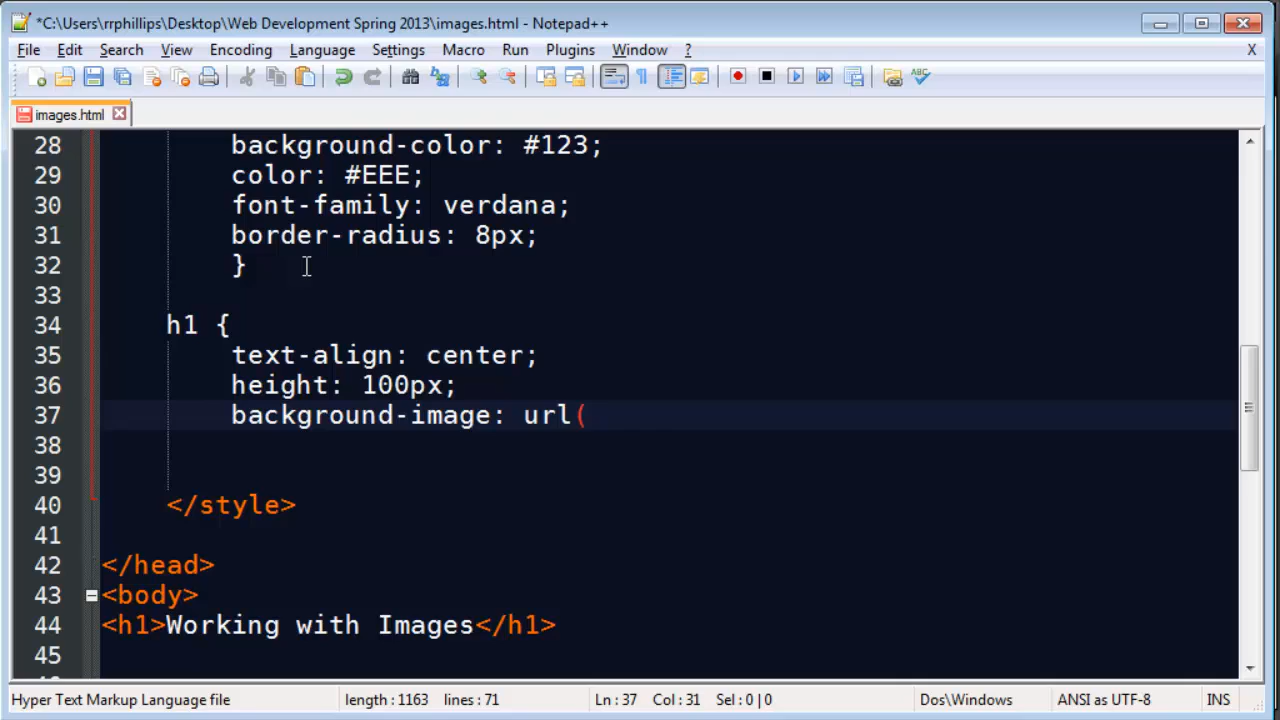 *C:\Users\rrphillips\Desktop\Web Development Spring 2013\images.html - Notepad++
File Edit Search View Encoding Language Settings Macro Run Plugins Window ? X
images.html
28 background-color: #123;
29 color: #EEE;
30 font-family: verdana;
31 border-radius: 8px;
32 }
33
34 h1 {
35 text-align: center;
36 height: 100px;
37 background-image: url(
38
39
40 </style>
41
42 </head>
43 <body>
44 <h1>Working with Images</h1>
45
Hyper Text Markup Language file length : 1163 lines : 71 Ln : 37 Col : 31 Sel : 0 | 0 Dos\Windows ANSI as UTF-8 INS